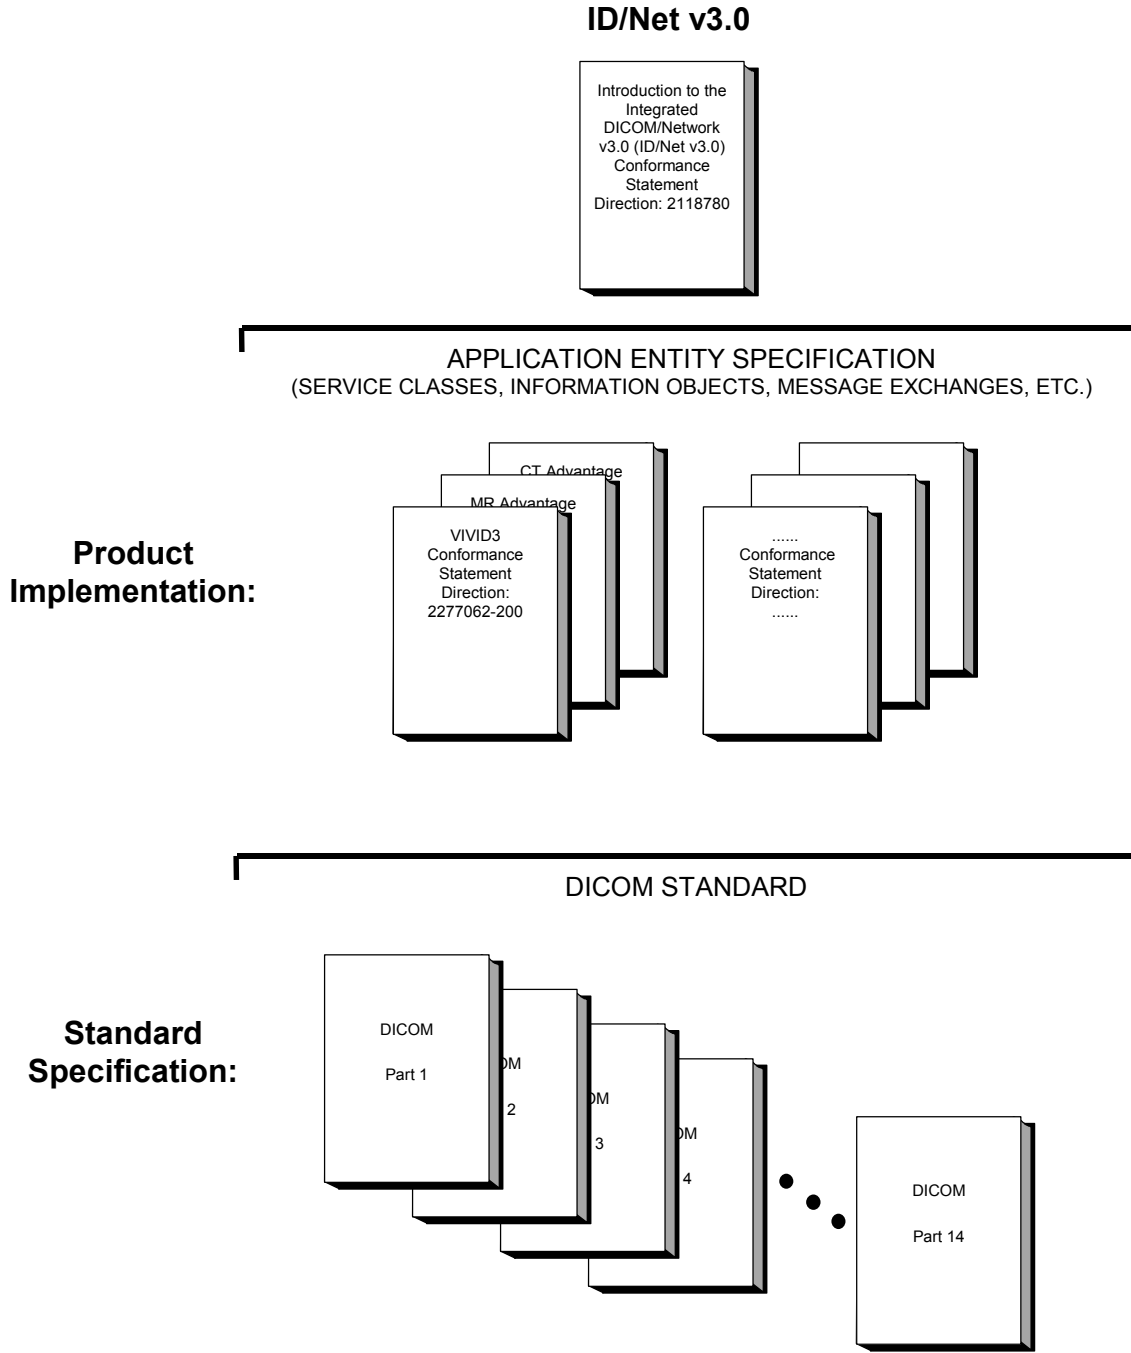 ID/Net v3.0
Introduction to the
Integrated
DICOM/Network
v3.0 (ID/Net v3.0)
Conformance
Statement
Direction: 2118780
APPLICATION ENTITY SPECIFICATION
(SERVICE CLASSES, INFORMATION OBJECTS, MESSAGE EXCHANGES, ETC.)
Product
Implementation:
CT Advantage
MR Advantage
VIVID3
Conformance
Statement
Direction:
2277062-200
......
Conformance
Statement
Direction:
......
DICOM STANDARD
Standard
Specification:
DICOM
Part 1
OM
2
OM
3
OM
4
DICOM
Part 14